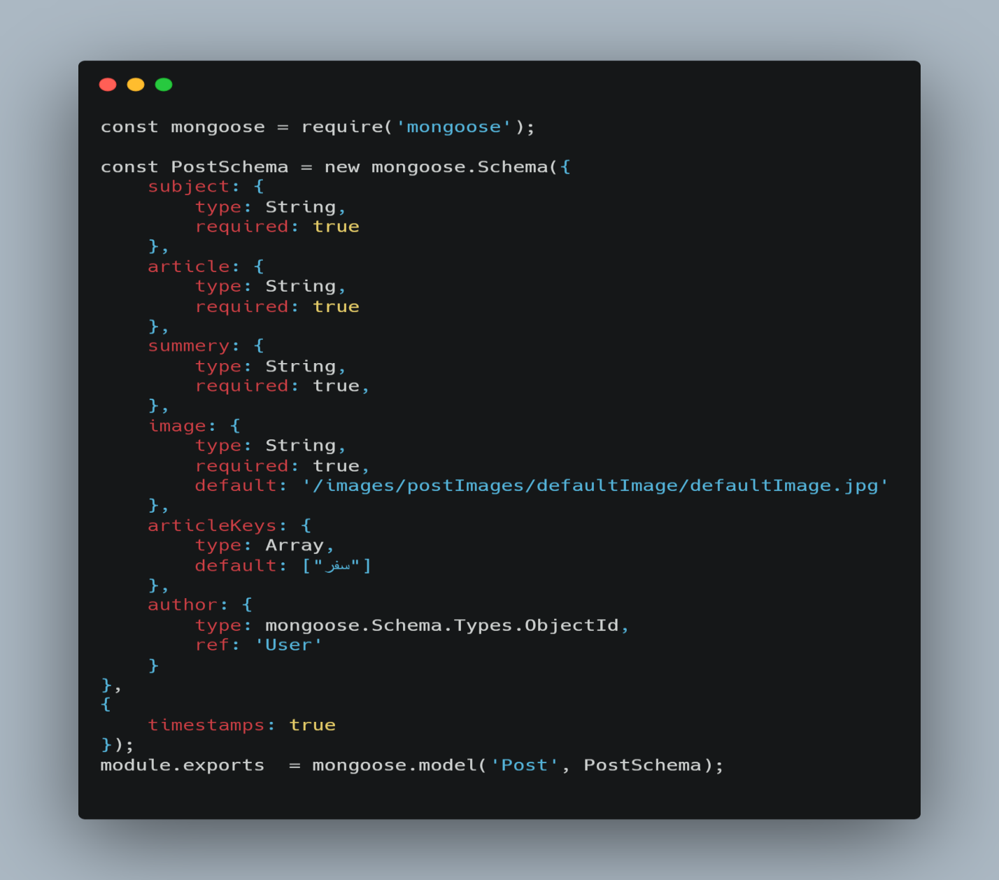 const mongoose = require('mongoose');
const PostSchema = new mongoose.Schema({
    subject: {
        type: String,
        required: true
    },
    article: {
        type: String,
        required: true
    },
    summery: {
        type: String,
        required: true,
    },
    image: {
        type: String,
        required: true,
        default: '/images/postImages/defaultImage/defaultImage.jpg'
    },
    articleKeys: {
        type: Array,
        default: ["سفر"]
    },
    author: {
        type: mongoose.Schema.Types.ObjectId,
        ref: 'User'
    }
},
{
    timestamps: true
});
module.exports  = mongoose.model('Post', PostSchema);